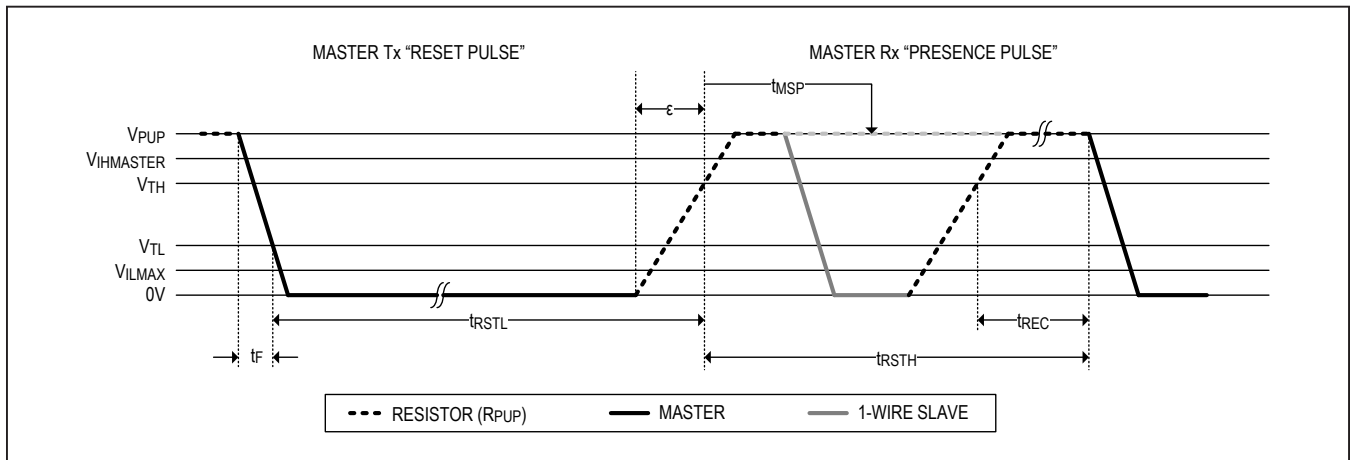 MASTER Tx “RESET PULSE”
MASTER Rx “PRESENCE PULSE”
ε
tMSP
VPUP
VIHMASTER
VTH
VTL
VILMAX
0V
tRSTL
tREC
tF
tRSTH
RESISTOR (RPUP)
MASTER
1-WIRE SLAVE